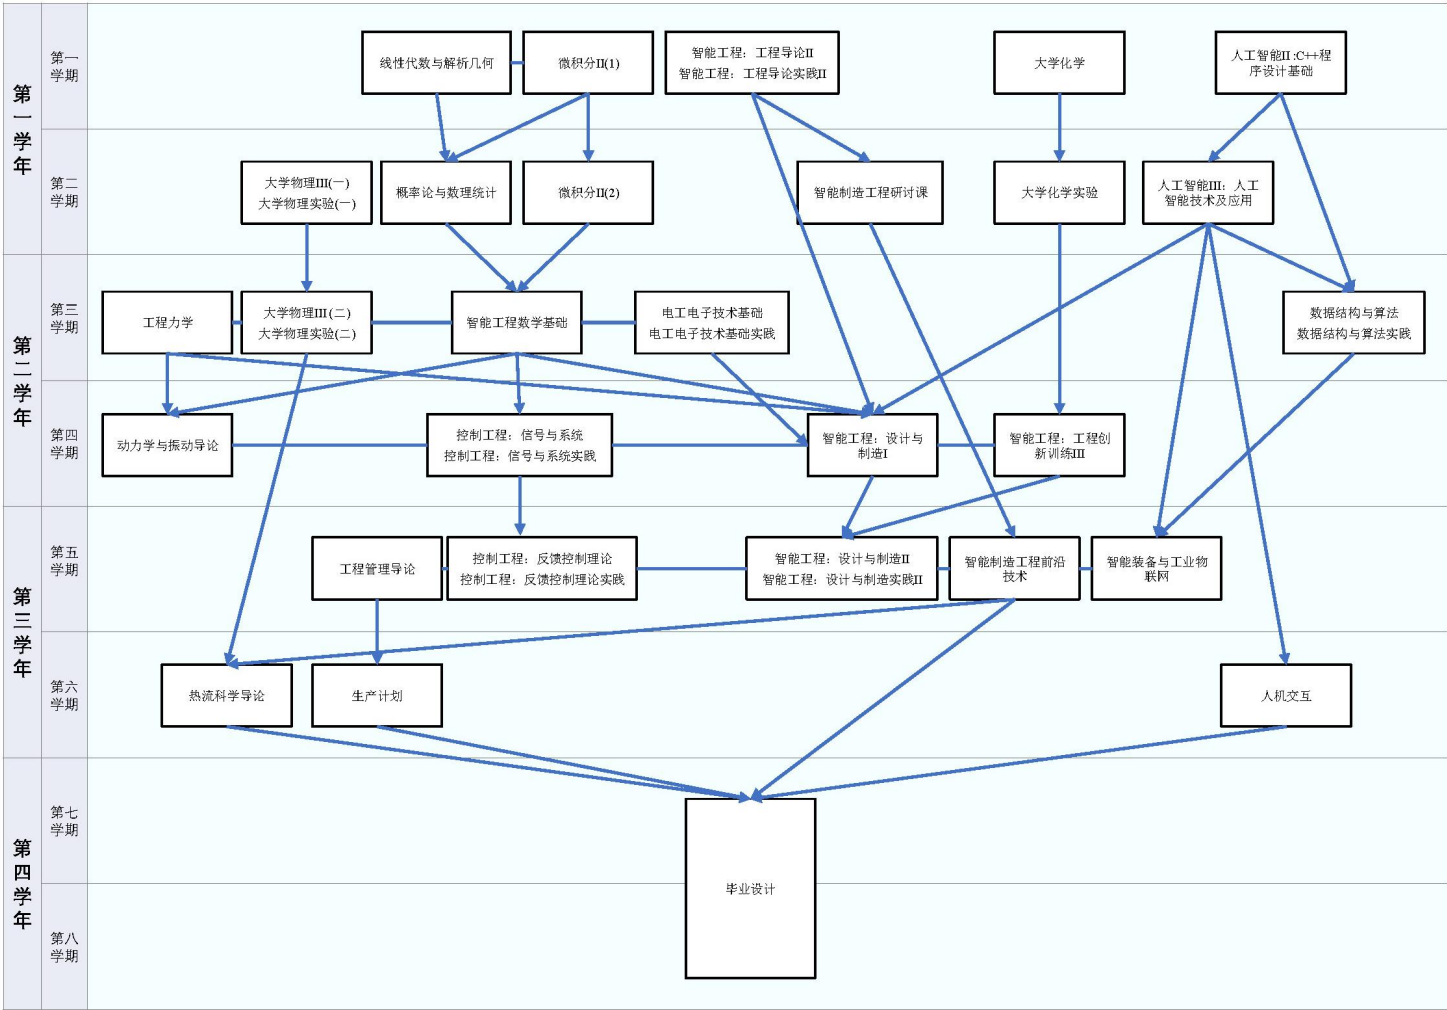 第一学年
第一
学期
线性代数与解析几何
微积分II(1)
智能工程：工程导论II
智能工程：工程导论实践II
大学化学
人工智能II:C++程
序设计基础
第二
学期
大学物理III(一)
大学物理实验(一)
概率论与数理统计
微积分II(2)
智能制造工程研讨课
大学化学实验
人工智能III：人工
智能技术及应用
第二学年
第三
学期
工程力学
大学物理III(二)
大学物理实验(二)
智能工程数学基础
电工电子技术基础
电工电子技术基础实践
数据结构与算法
数据结构与算法实践
第四
学期
动力学与振动导论
控制工程：信号与系统
控制工程：信号与系统实践
智能工程：设计与
制造I
智能工程：工程创
新训练III
第三学年
第五
学期
工程管理导论
控制工程：反馈控制理论
控制工程：反馈控制理论实践
智能工程：设计与制造II
智能工程：设计与制造实践II
智能制造工程前沿
技术
智能装备与工业物
联网
第六
学期
热流科学导论
生产计划
人机交互
第四学年
第七
学期
毕业设计
第八
学期